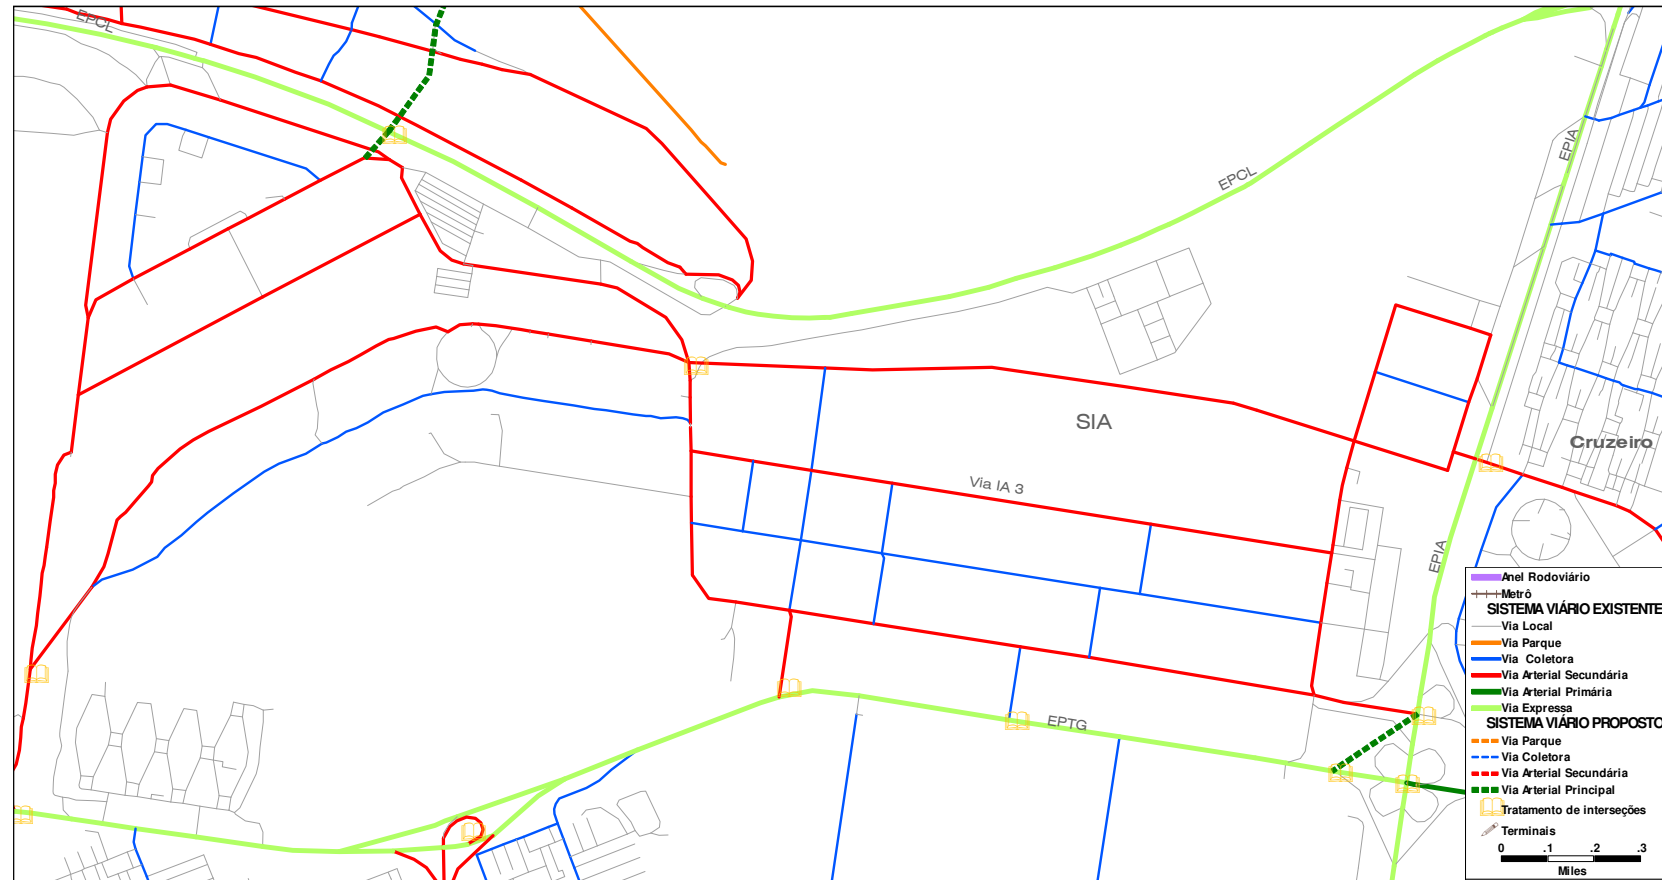 EPCL
EPCL
EPIA
SIA
Cruzeiro
Via IA 3
EPIA
EPTG
Anel Rodoviário
Metrô
SISTEMA VIÁRIO EXISTENTE
Via Local
Via Parque
Via Coletora
Via Arterial Secundária
Via Arterial Primária
Via Expressa
SISTEMA VIÁRIO PROPOSTO
Via Parque
Via Coletora
Via Arterial Secundária
Via Arterial Principal
Tratamento de interseções
Terminais
0 .1 .2 .3
Miles